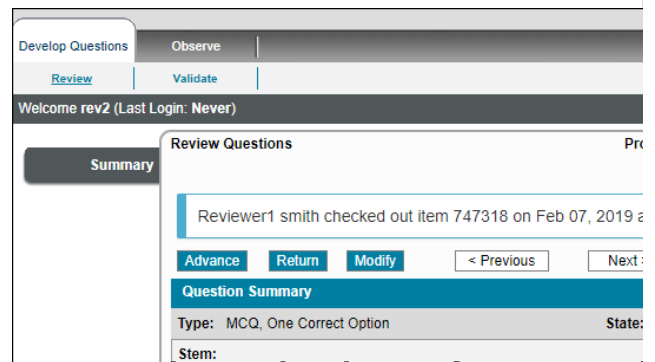 Develop Questions Observe
Review Validate
Welcome rev2 (Last Login: Never)
Review Questions
Summary
Reviewer1 smith checked out item 747318 on Feb 07, 2019
Advance Return Modify < Previous Next
Question Summary
Type: MCQ, One Correct Option State:
Stem: